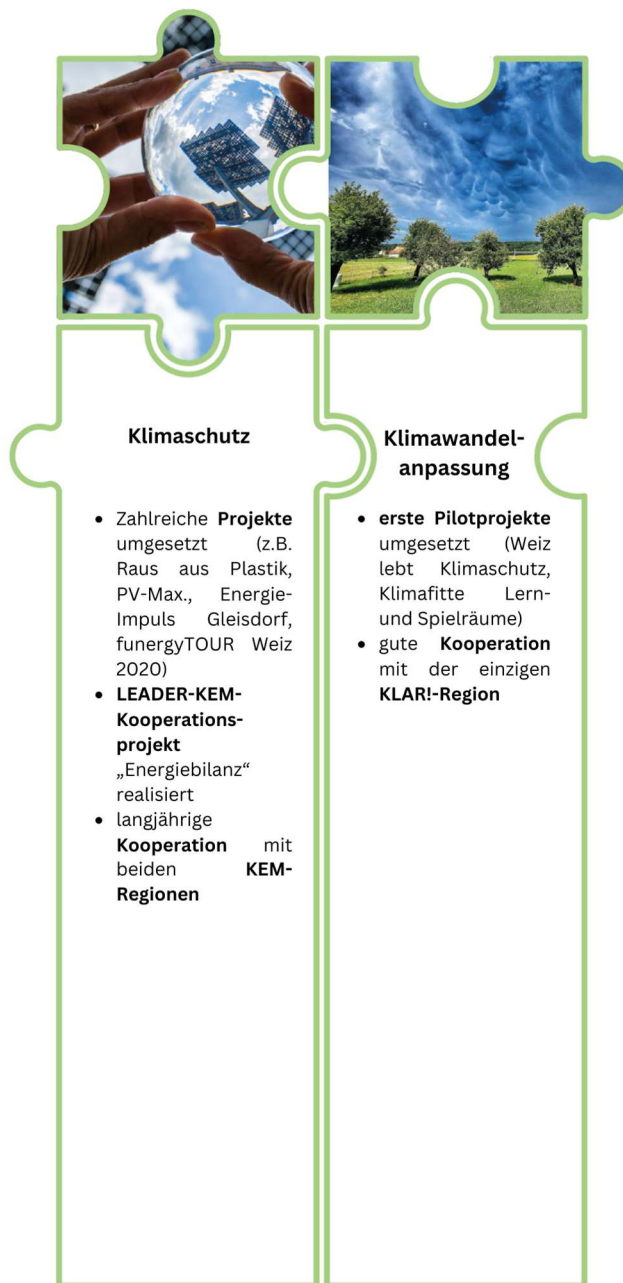 Klimaschutz
• Zahlreiche Projekte
umgesetzt (z.B.
Raus aus Plastik,
PV-Max., Energie-
Impuls Gleisdorf,
funergyTOUR Weiz
2020)
• LEADER-KEM-
Kooperations-
projekt
„Energiebilanz“
realisiert
• langjährige
Kooperation mit
beiden KEM-
Regionen
Klimawandel-
anpassung
• erste Pilotprojekte
umgesetzt (Weiz
lebt Klimaschutz,
Klimafitte Lern-
und Spielräume)
• gute Kooperation
mit der einzigen
KLAR!-Region